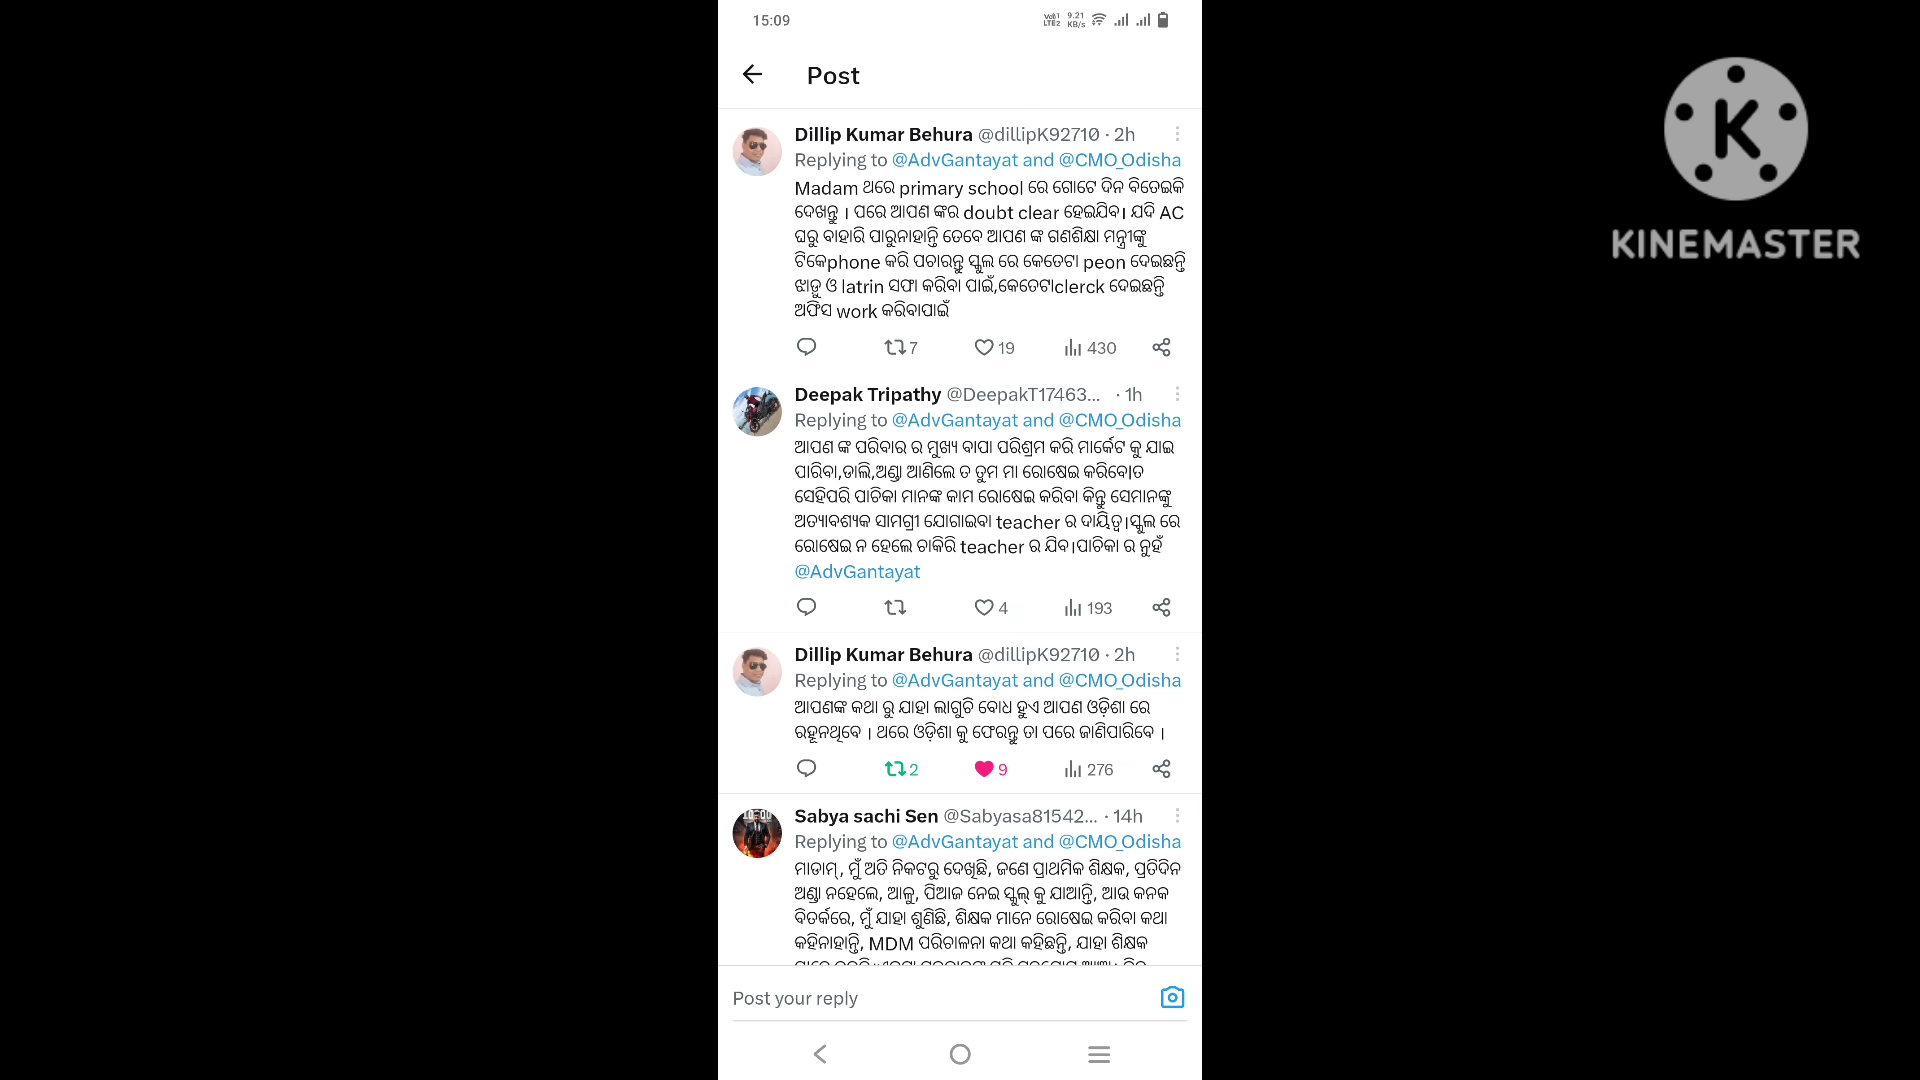 15:09
Vo1 LTE2 9.21 KB/s
Post
Dillip Kumar Behura @dillipK92710 · 2h
Replying to @AdvGantayat and @CMO_Odisha
Madam ଥରେ primary school ରେ ଗୋଟେ ଦିନ ବିତେଇକି
ଦେଖନ୍ତୁ । ପରେ ଆପଣ ଙ୍କର doubt clear ହେଇଯିବ। ଯଦି AC
ଘରୁ ବାହାରି ପାରୁନାହାନ୍ତି ତେବେ ଆପଣ ଙ୍କ ଗଣଶିକ୍ଷା ମନ୍ତ୍ରୀଙ୍କୁ
ଟିକେphone କରି ପଚାରନ୍ତୁ ସ୍କୁଲ ରେ କେତେଟା peon ଦେଇଛନ୍ତି
ଝାଡ଼ୁ ଓ latrin ସଫା କରିବା ପାଇଁ,କେତେଟାclerck ଦେଇଛନ୍ତି
ଅଫିସ work କରିବାପାଇଁ
7 19 430
Deepak Tripathy @DeepakT17463... · 1h
Replying to @AdvGantayat and @CMO_Odisha
ଆପଣ ଙ୍କ ପରିବାର ର ମୁଖ୍ୟ ବାପା ପରିଶ୍ରମ କରି ମାର୍କେଟ କୁ ଯାଇ
ପାରିବା,ଡାଲି,ଅଣ୍ଡା ଆଣିଲେ ତ ତୁମ ମା ରୋଷେଇ କରିବେ।ତ
ସେହିପରି ପାଚିକା ମାନଙ୍କ କାମ ରୋଷେଇ କରିବା କିନ୍ତୁ ସେମାନଙ୍କୁ
ଅତ୍ୟାବଶ୍ୟକ ସାମଗ୍ରୀ ଯୋଗାଇବା teacher ର ଦାୟିତ୍ୱ।ସ୍କୁଲ ରେ
ରୋଷେଇ ନ ହେଲେ ଚାକିରି teacher ର ଯିବ।ପାଚିକା ର ନୁହଁ
@AdvGantayat
4 193
Dillip Kumar Behura @dillipK92710 · 2h
Replying to @AdvGantayat and @CMO_Odisha
ଆପଣଙ୍କ କଥା ରୁ ଯାହା ଲାଗୁଚି ବୋଧ ହୁଏ ଆପଣ ଓଡ଼ିଶା ରେ
ରହୂନଥିବେ । ଥରେ ଓଡ଼ିଶା କୁ ଫେରନ୍ତୁ ତା ପରେ ଜାଣିପାରିବେ ।
2 9 276
Sabya sachi Sen @Sabyasa81542... · 14h
Replying to @AdvGantayat and @CMO_Odisha
ମାଡାମ୍, ମୁଁ ଅତି ନିକଟରୁ ଦେଖିଛି, ଜଣେ ପ୍ରାଥମିକ ଶିକ୍ଷକ, ପ୍ରତିଦିନ
ଅଣ୍ଡା ନହେଲେ, ଆଳୁ, ପିଆଜ ନେଇ ସ୍କୁଲ୍ କୁ ଯାଆନ୍ତି, ଆଉ କନକ
ବିତର୍କରେ, ମୁଁ ଯାହା ଶୁଣିଛି, ଶିକ୍ଷକ ମାନେ ରୋଷେଇ କରିବା କଥା
କହିନାହାନ୍ତି, MDM ପରିଚାଳନା କଥା କହିଛନ୍ତି, ଯାହା ଶିକ୍ଷକ
Post your reply
K
KINEMASTER